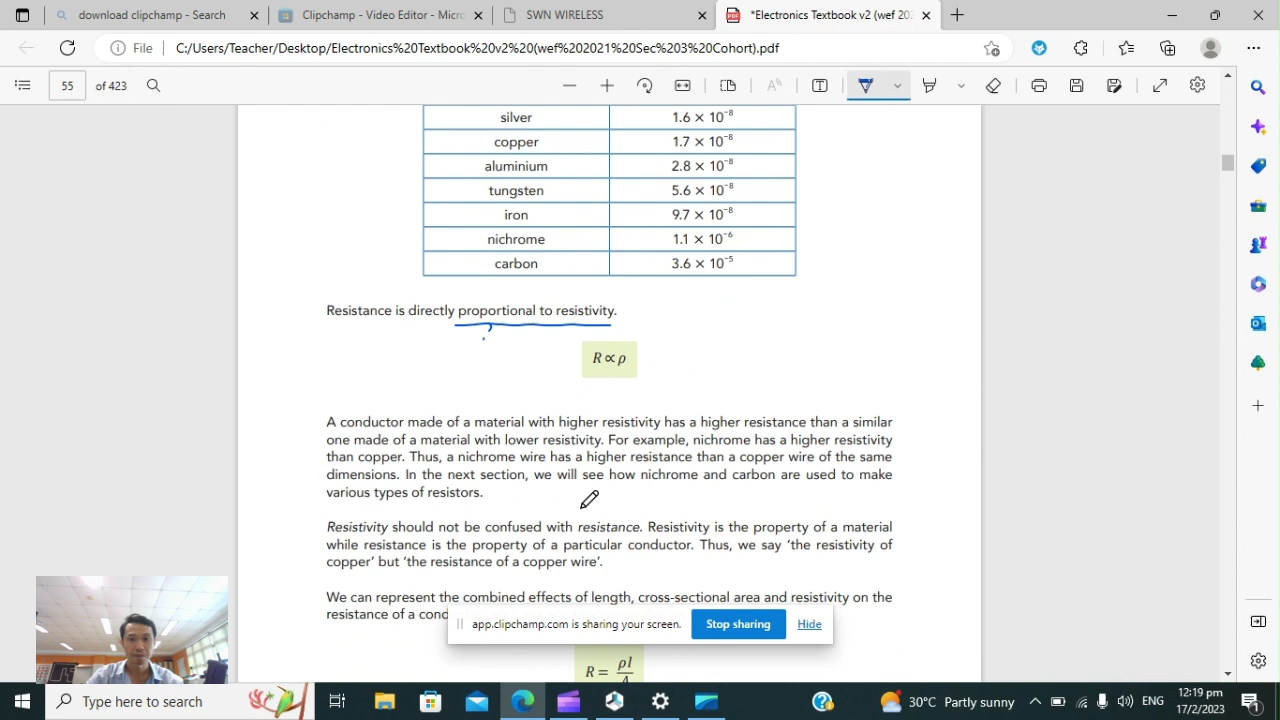 download clipchamp - Search
Clipchamp - Video Editor - Micro
SWN WIRELESS
*Electronics Textbook v2 (wef 202
File
C:/Users/Teacher/Desktop/Electronics%20Textbook%20v2%20(wef%202021%20Sec%203%20Cohort).pdf
55 of 423
silver 1.6 × 10⁻⁸
copper 1.7 × 10⁻⁸
aluminium 2.8 × 10⁻⁸
tungsten 5.6 × 10⁻⁸
iron 9.7 × 10⁻⁸
nichrome 1.1 × 10⁻⁶
carbon 3.6 × 10⁻⁵
Resistance is directly proportional to resistivity.
?
R ∝ ρ
A conductor made of a material with higher resistivity has a higher resistance than a similar
one made of a material with lower resistivity. For example, nichrome has a higher resistivity
than copper. Thus, a nichrome wire has a higher resistance than a copper wire of the same
dimensions. In the next section, we will see how nichrome and carbon are used to make
various types of resistors.
Resistivity should not be confused with resistance. Resistivity is the property of a material
while resistance is the property of a particular conductor. Thus, we say ‘the resistivity of
copper’ but ‘the resistance of a copper wire’.
We can represent the combined effects of length, cross-sectional area and resistivity on the
resistance of a cond
app.clipchamp.com is sharing your screen.
Stop sharing
Hide
R = ρl
A
Type here to search
30°C Partly sunny
ENG
12:19 pm
17/2/2023
1